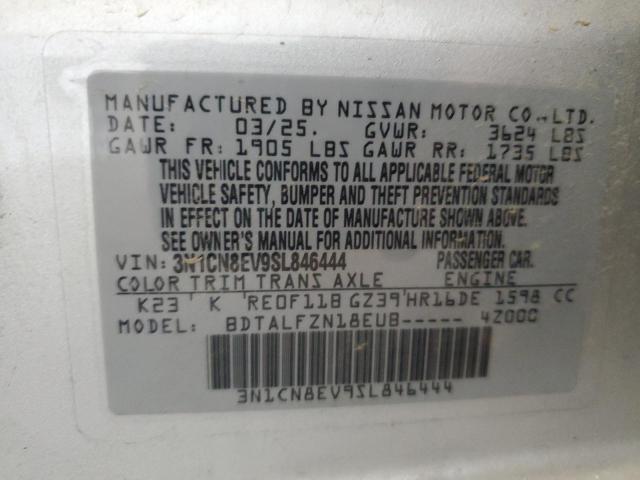 MANUFACTURED BY NISSAN MOTOR CO.,LTD.
DATE: 03/25. GVWR: 3624 LBS
GAWR FR: 1905 LBS GAWR RR: 1735 LBS
THIS VEHICLE CONFORMS TO ALL APPLICABLE FEDERAL MOTOR
VEHICLE SAFETY, BUMPER AND THEFT PREVENTION STANDARDS
IN EFFECT ON THE DATE OF MANUFACTURE SHOWN ABOVE.
SEE OWNER'S MANUAL FOR ADDITIONAL INFORMATION.
VIN: 3N1CN8EV9SL846444 PASSENGER CAR.
COLOR TRIM TRANS AXLE ENGINE
K23 K RE0F11B GZ39 HR16DE 1598 CC
MODEL: BDTALFZN18EUB----- 4Z000
3N1CN8EV9SL846444